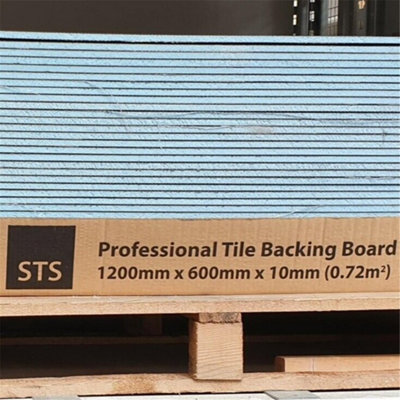 STS
Professional Tile Backing Board
1200mm x 600mm x 10mm (0.72m²)